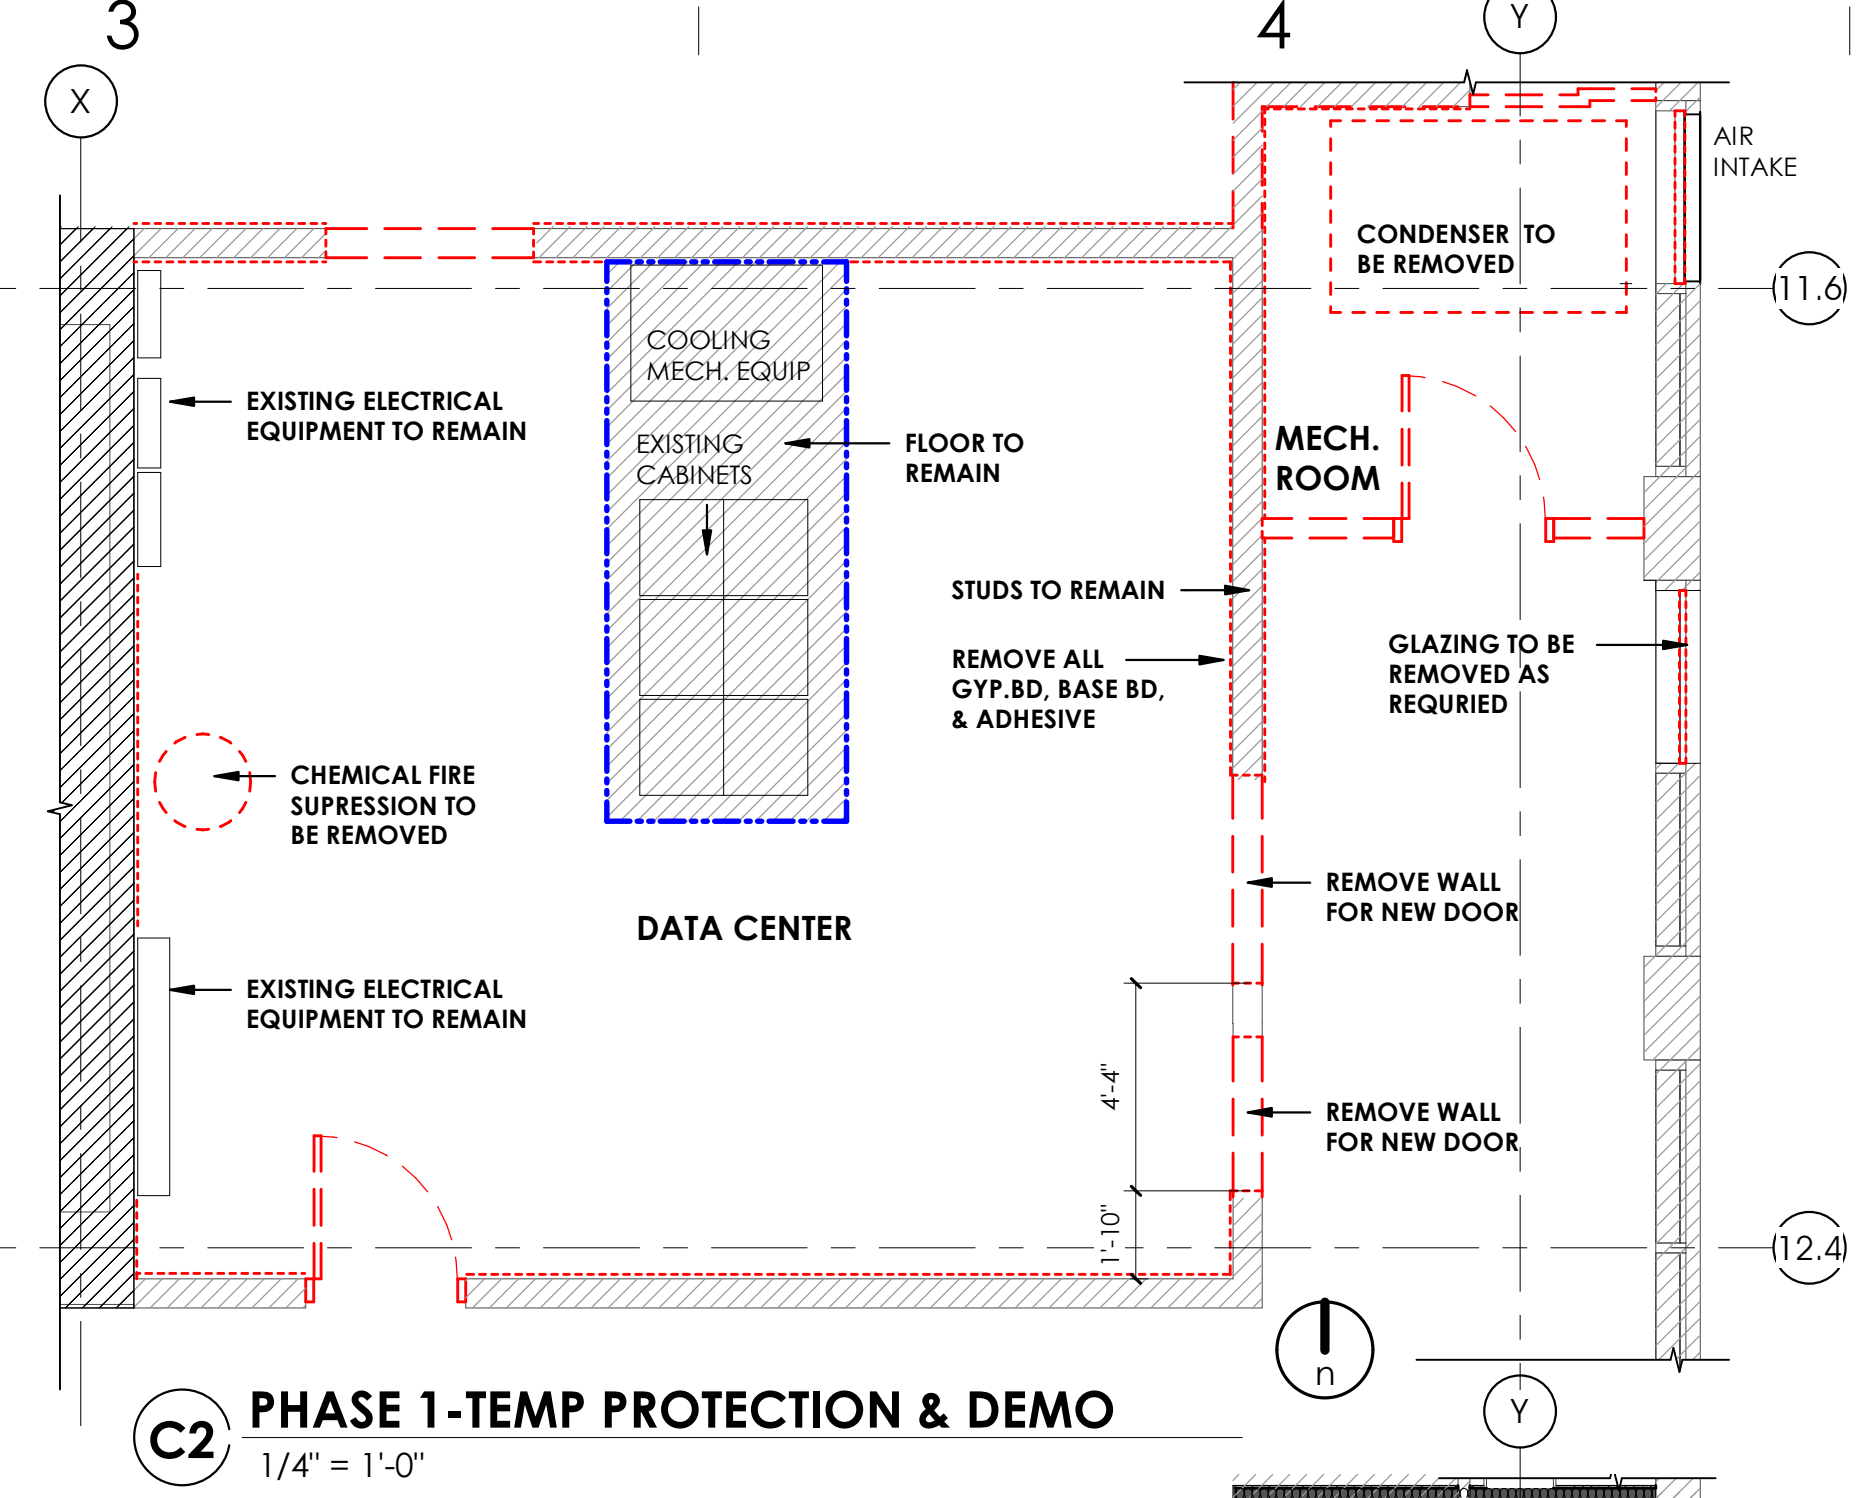 3
4
X
Y
AIR
INTAKE
CONDENSER TO
BE REMOVED
11.6
COOLING
MECH. EQUIP
EXISTING ELECTRICAL
EQUIPMENT TO REMAIN
EXISTING
CABINETS
FLOOR TO
REMAIN
MECH.
ROOM
STUDS TO REMAIN
REMOVE ALL
GYP.BD, BASE BD,
& ADHESIVE
GLAZING TO BE
REMOVED AS
REQURIED
CHEMICAL FIRE
SUPRESSION TO
BE REMOVED
REMOVE WALL
FOR NEW DOOR
DATA CENTER
EXISTING ELECTRICAL
EQUIPMENT TO REMAIN
4'-4"
REMOVE WALL
FOR NEW DOOR
1'-10"
12.4
n
C2
PHASE 1-TEMP PROTECTION & DEMO
1/4" = 1'-0"
Y